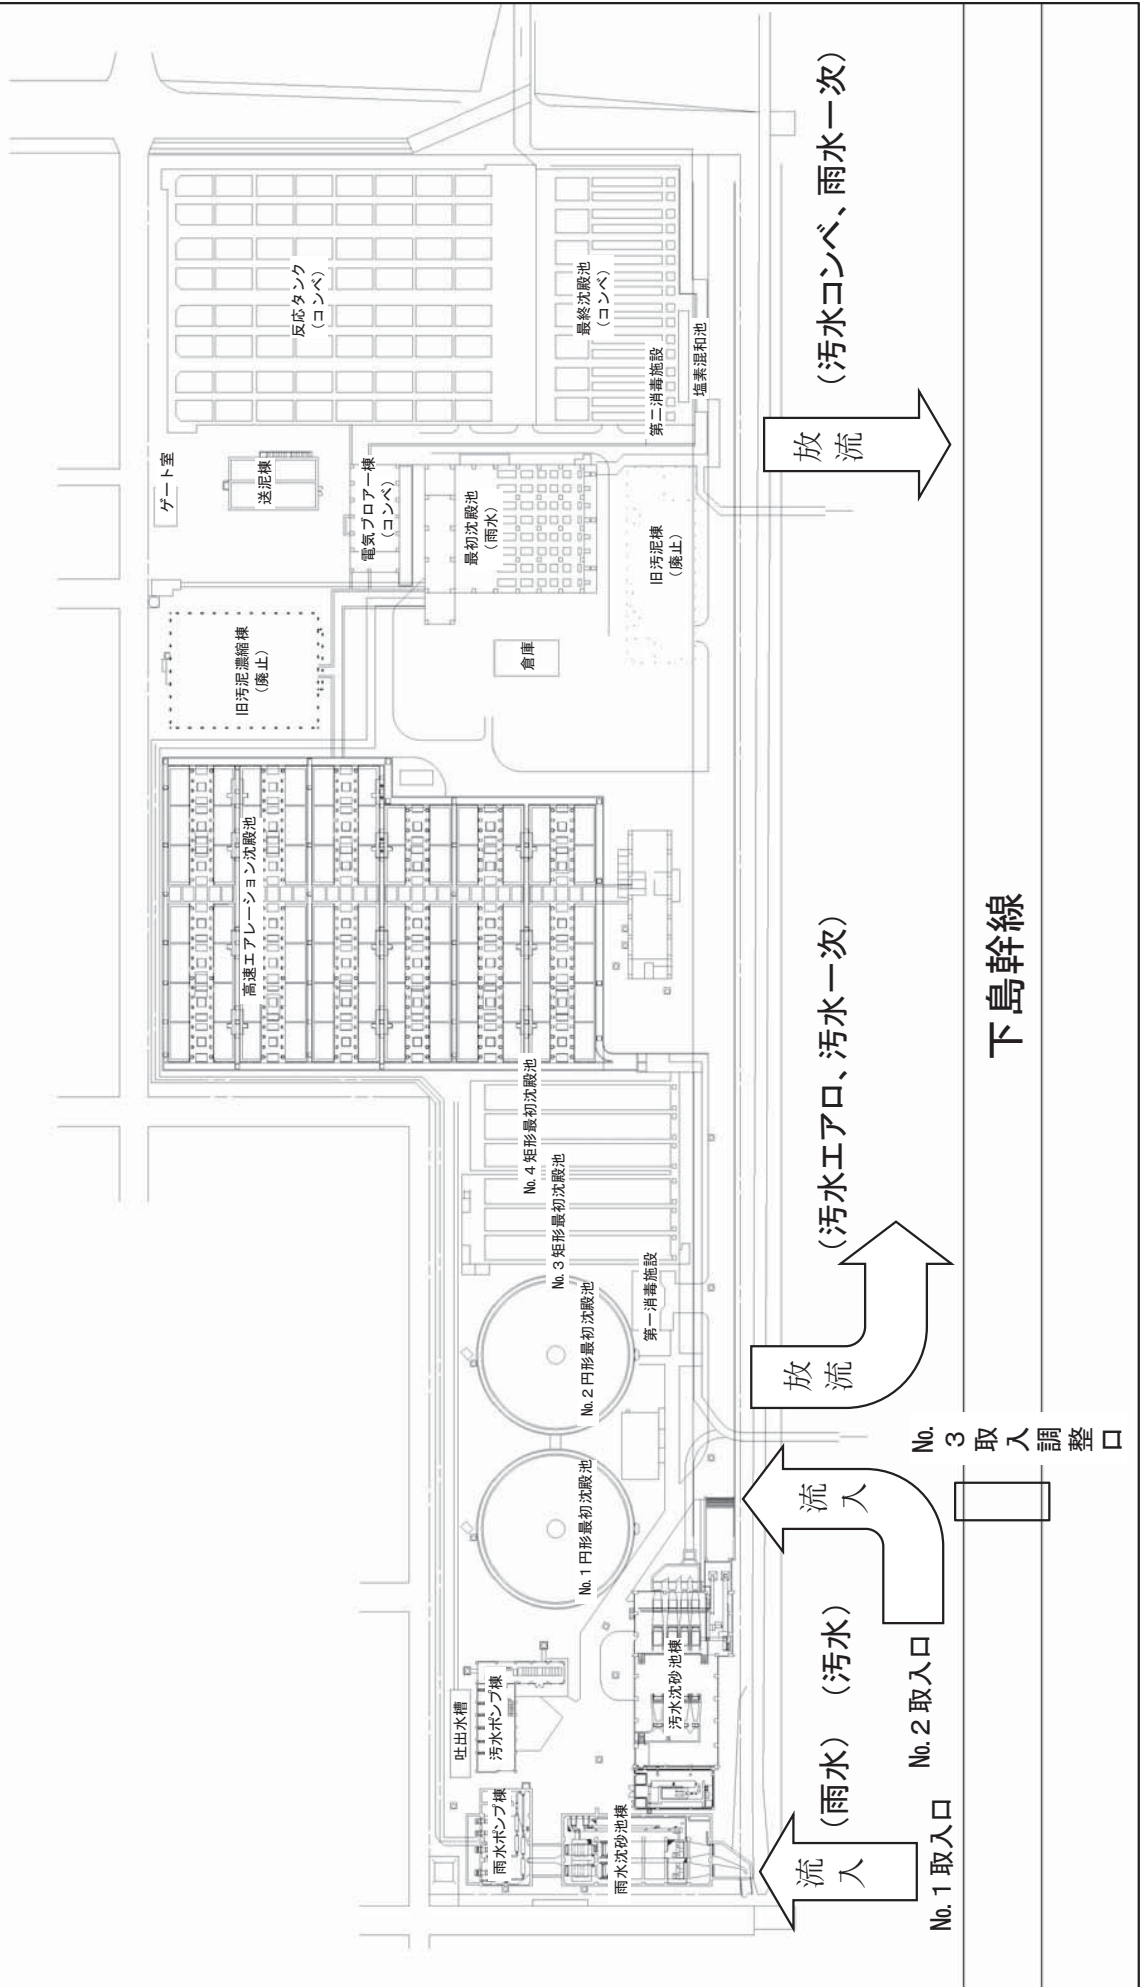 ゲート室
送泥棟
反応タンク
(コンベ)
旧汚泥濃縮棟
(廃止)
電気ブロアー棟
(コンベ)
最初沈殿池
(雨水)
最終沈殿池
(コンベ)
第二消毒施設
塩素混和池
倉庫
旧汚泥棟
(廃止)
高速エアレーション沈殿池
No.4 矩形最初沈殿池
No.3 矩形最初沈殿池
No.2 円形最初沈殿池
No.1 円形最初沈殿池
第一消毒施設
吐出水槽
汚水ポンプ棟
雨水ポンプ棟
汚水沈砂池棟
雨水沈砂池棟
流入
(雨水)
No.1 取入口
流入
(汚水)
No.2 取入口
No.
3
取
入
調
整
口
放流
(汚水エアロ、汚水一次)
放流
(汚水コンベ、雨水一次)
下島幹線